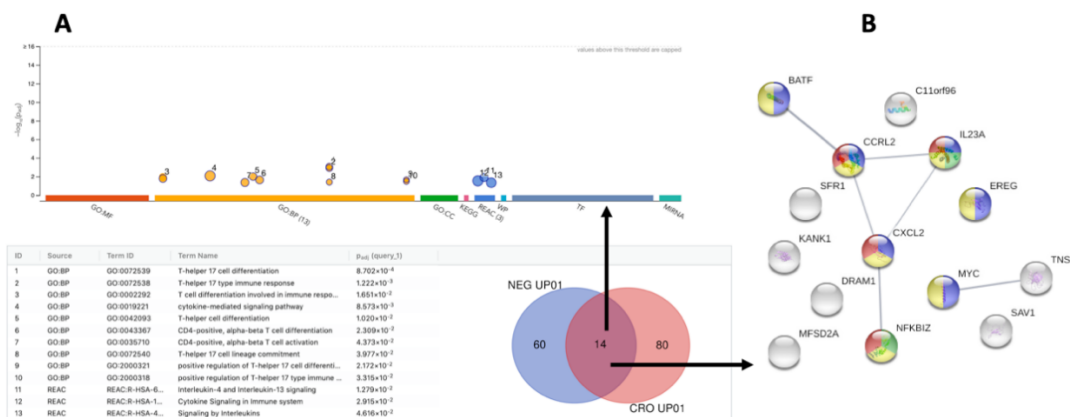 A
B
values above this threshold are capped
≥16
14
12
10
8
6
4
2
0
3
4
7
5
6
2
8
11
13
GO:MF
GO:BP (13)
GO:CC
KEGG
REAC (3)
WP
TF
MIRNA
ID Source Term ID Term Name p_adj (query_1)
1 GO:BP GO:0072539 T-helper 17 cell differentiation 8.702×10⁻⁴
2 GO:BP GO:0072538 T-helper 17 type immune response 1.222×10⁻³
3 GO:BP GO:0002292 T cell differentiation involved in immune respo... 1.651×10⁻²
4 GO:BP GO:0019221 cytokine-mediated signaling pathway 8.573×10⁻³
5 GO:BP GO:0042093 T-helper cell differentiation 1.020×10⁻²
6 GO:BP GO:0043367 CD4-positive, alpha-beta T cell differentiation 2.309×10⁻²
7 GO:BP GO:0035710 CD4-positive, alpha-beta T cell activation 4.373×10⁻²
8 GO:BP GO:0072540 T-helper 17 cell lineage commitment 3.977×10⁻²
9 GO:BP GO:2000321 positive regulation of T-helper 17 cell differenti... 2.172×10⁻²
10 GO:BP GO:2000318 positive regulation of T-helper 17 type immune ... 3.315×10⁻²
11 REAC REAC:R-HSA-6... Interleukin-4 and Interleukin-13 signaling 1.279×10⁻²
12 REAC REAC:R-HSA-1... Cytokine Signaling in Immune system 2.915×10⁻²
13 REAC REAC:R-HSA-4... Signaling by Interleukins 4.616×10⁻²
NEG UP01
60
14
80
CRO UP01
BATF
C11orf96
CCRL2
IL23A
SFR1
EREG
KANK1
CXCL2
DRAM1
MYC
TNS
SAV1
MFSD2A
NFKBIZ